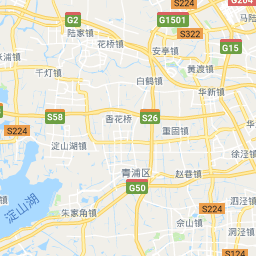 G204
S224
G2
G1501
马陆
陆家镇
S322
花桥镇
安亭镇
G15
浦镇
黄渡镇
千灯镇
白鹤镇
华新镇
S58
香花桥
S26
S224
重固镇
淀山湖镇
徐泾
青浦区
赵巷镇
G50
淀山湖
朱家角镇
S224
泗泾
佘山镇
洞泾
S124